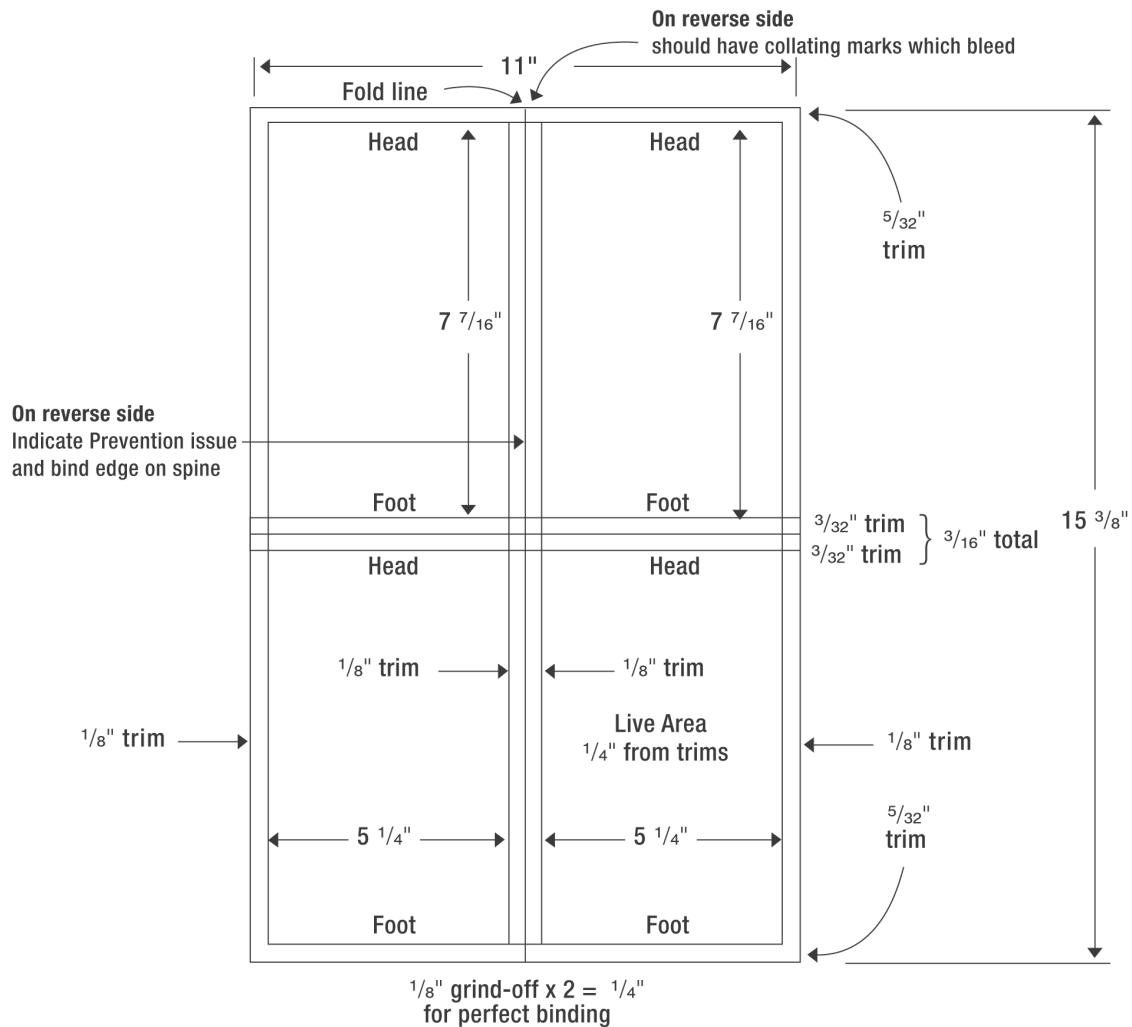 On reverse side
should have collating marks which bleed
11"
Fold line
Head
Head
5/32"
trim
7 7/16"
7 7/16"
On reverse side
Indicate Prevention issue
and bind edge on spine
Foot
Foot
3/32" trim
3/32" trim
3/16" total
15 3/8"
Head
Head
1/8" trim
1/8" trim
Live Area
1/4" from trims
1/8" trim
1/8" trim
5/32"
trim
5 1/4"
5 1/4"
Foot
Foot
1/8" grind-off x 2 = 1/4"
for perfect binding